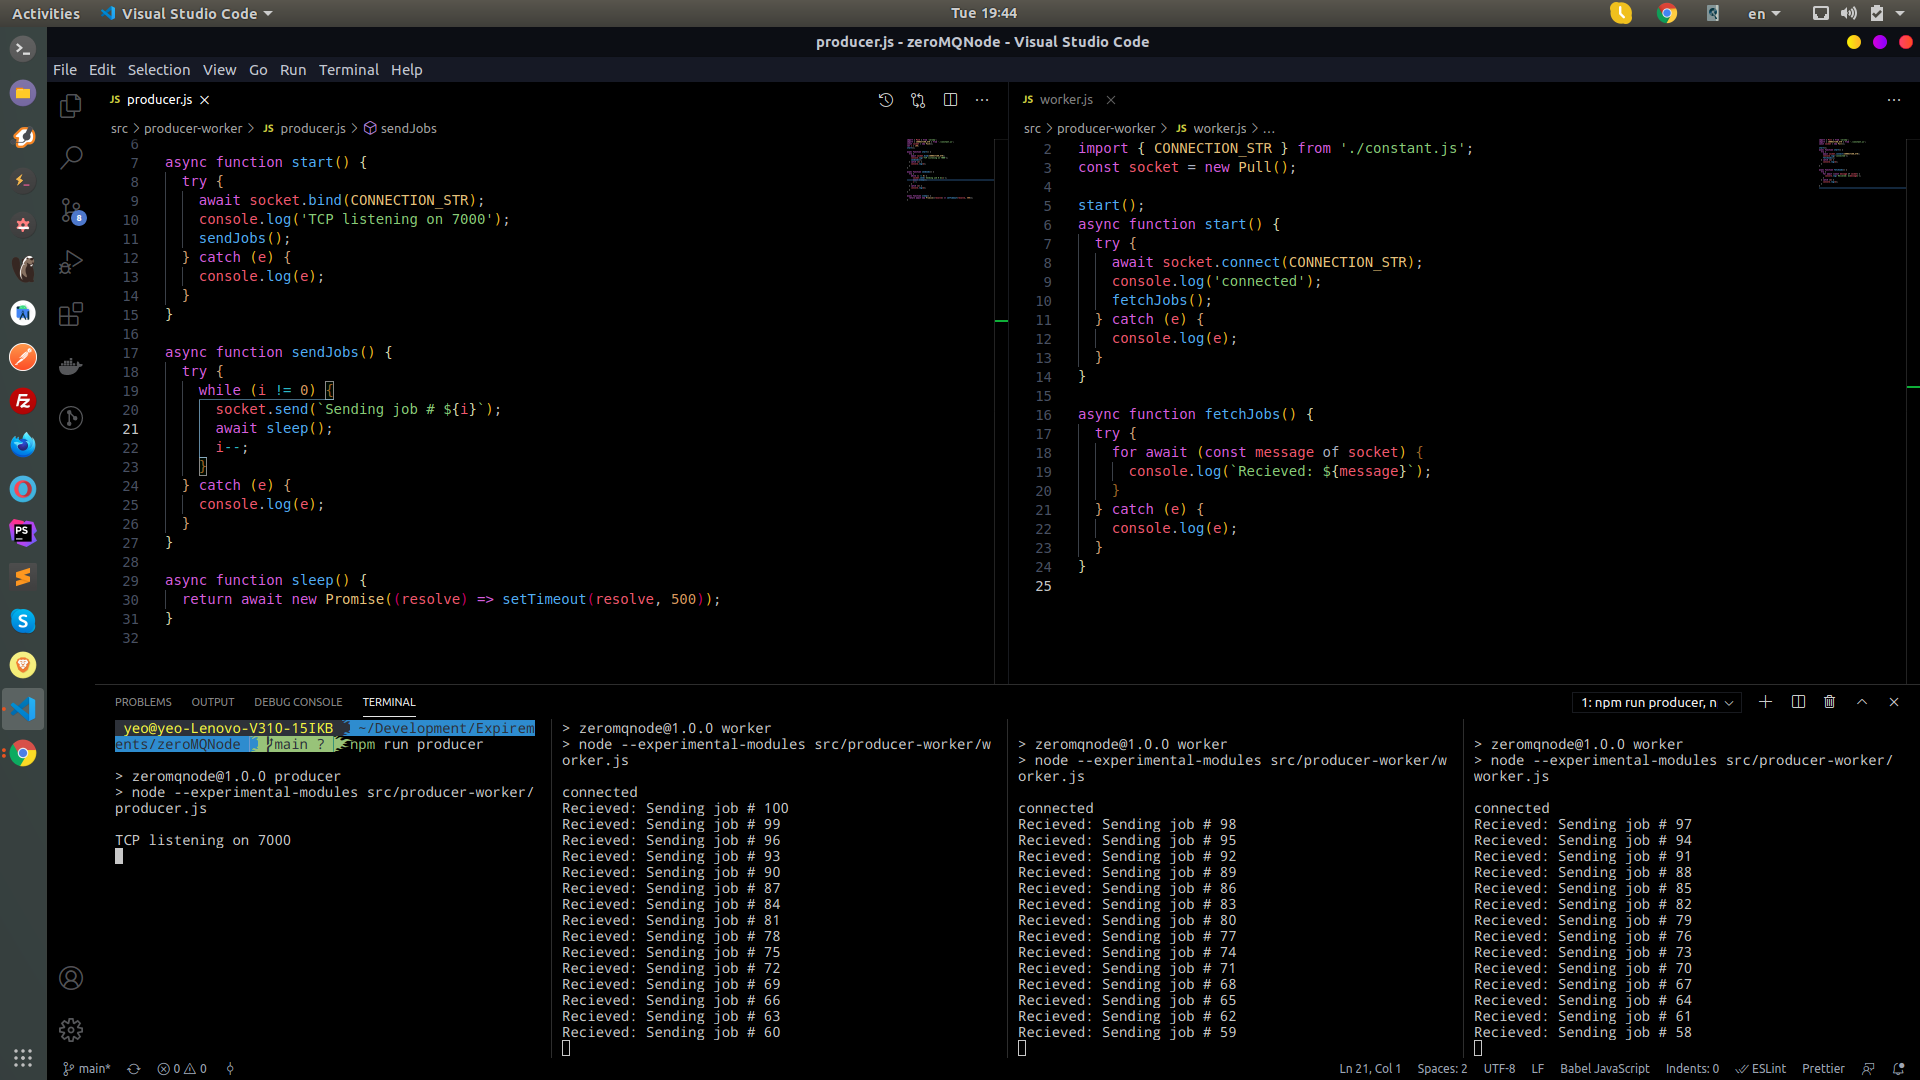 Activities Visual Studio Code Tue 19:44 en
producer.js - zeroMQNode - Visual Studio Code
File Edit Selection View Go Run Terminal Help
JS producer.js
src > producer-worker > JS producer.js > sendJobs
6
7 async function start() {
8 try {
9 await socket.bind(CONNECTION_STR);
10 console.log('TCP listening on 7000');
11 sendJobs();
12 } catch (e) {
13 console.log(e);
14 }
15 }
16
17 async function sendJobs() {
18 try {
19 while (i != 0) {
20 socket.send(`Sending job # ${i}`);
21 await sleep();
22 i--;
23 }
24 } catch (e) {
25 console.log(e);
26 }
27 }
28
29 async function sleep() {
30 return await new Promise((resolve) => setTimeout(resolve, 500));
31 }
32
JS worker.js
src > producer-worker > JS worker.js > ...
2 import { CONNECTION_STR } from './constant.js';
3 const socket = new Pull();
4
5 start();
6 async function start() {
7 try {
8 await socket.connect(CONNECTION_STR);
9 console.log('connected');
10 fetchJobs();
11 } catch (e) {
12 console.log(e);
13 }
14 }
15
16 async function fetchJobs() {
17 try {
18 for await (const message of socket) {
19 console.log(`Recieved: ${message}`);
20 }
21 } catch (e) {
22 console.log(e);
23 }
24 }
25
8
PS
S
Fz
PROBLEMS OUTPUT DEBUG CONSOLE TERMINAL 1: npm run producer, n
yeo@yeo-Lenovo-V310-15IKB ~/Development/Expirem
ents/zeroMQNode main ? npm run producer
> zeromqnode@1.0.0 producer
> node --experimental-modules src/producer-worker/
producer.js
TCP listening on 7000
> zeromqnode@1.0.0 worker
> node --experimental-modules src/producer-worker/w
orker.js
connected
Recieved: Sending job # 100
Recieved: Sending job # 99
Recieved: Sending job # 96
Recieved: Sending job # 93
Recieved: Sending job # 90
Recieved: Sending job # 87
Recieved: Sending job # 84
Recieved: Sending job # 81
Recieved: Sending job # 78
Recieved: Sending job # 75
Recieved: Sending job # 72
Recieved: Sending job # 69
Recieved: Sending job # 66
Recieved: Sending job # 63
Recieved: Sending job # 60
> zeromqnode@1.0.0 worker
> node --experimental-modules src/producer-worker/w
orker.js
connected
Recieved: Sending job # 98
Recieved: Sending job # 95
Recieved: Sending job # 92
Recieved: Sending job # 89
Recieved: Sending job # 86
Recieved: Sending job # 83
Recieved: Sending job # 80
Recieved: Sending job # 77
Recieved: Sending job # 74
Recieved: Sending job # 71
Recieved: Sending job # 68
Recieved: Sending job # 65
Recieved: Sending job # 62
Recieved: Sending job # 59
> zeromqnode@1.0.0 worker
> node --experimental-modules src/producer-worker/
worker.js
connected
Recieved: Sending job # 97
Recieved: Sending job # 94
Recieved: Sending job # 91
Recieved: Sending job # 88
Recieved: Sending job # 85
Recieved: Sending job # 82
Recieved: Sending job # 79
Recieved: Sending job # 76
Recieved: Sending job # 73
Recieved: Sending job # 70
Recieved: Sending job # 67
Recieved: Sending job # 64
Recieved: Sending job # 61
Recieved: Sending job # 58
main* 0 0 Ln 21, Col 1 Spaces: 2 UTF-8 LF Babel JavaScript Indents: 0 ESLint Prettier